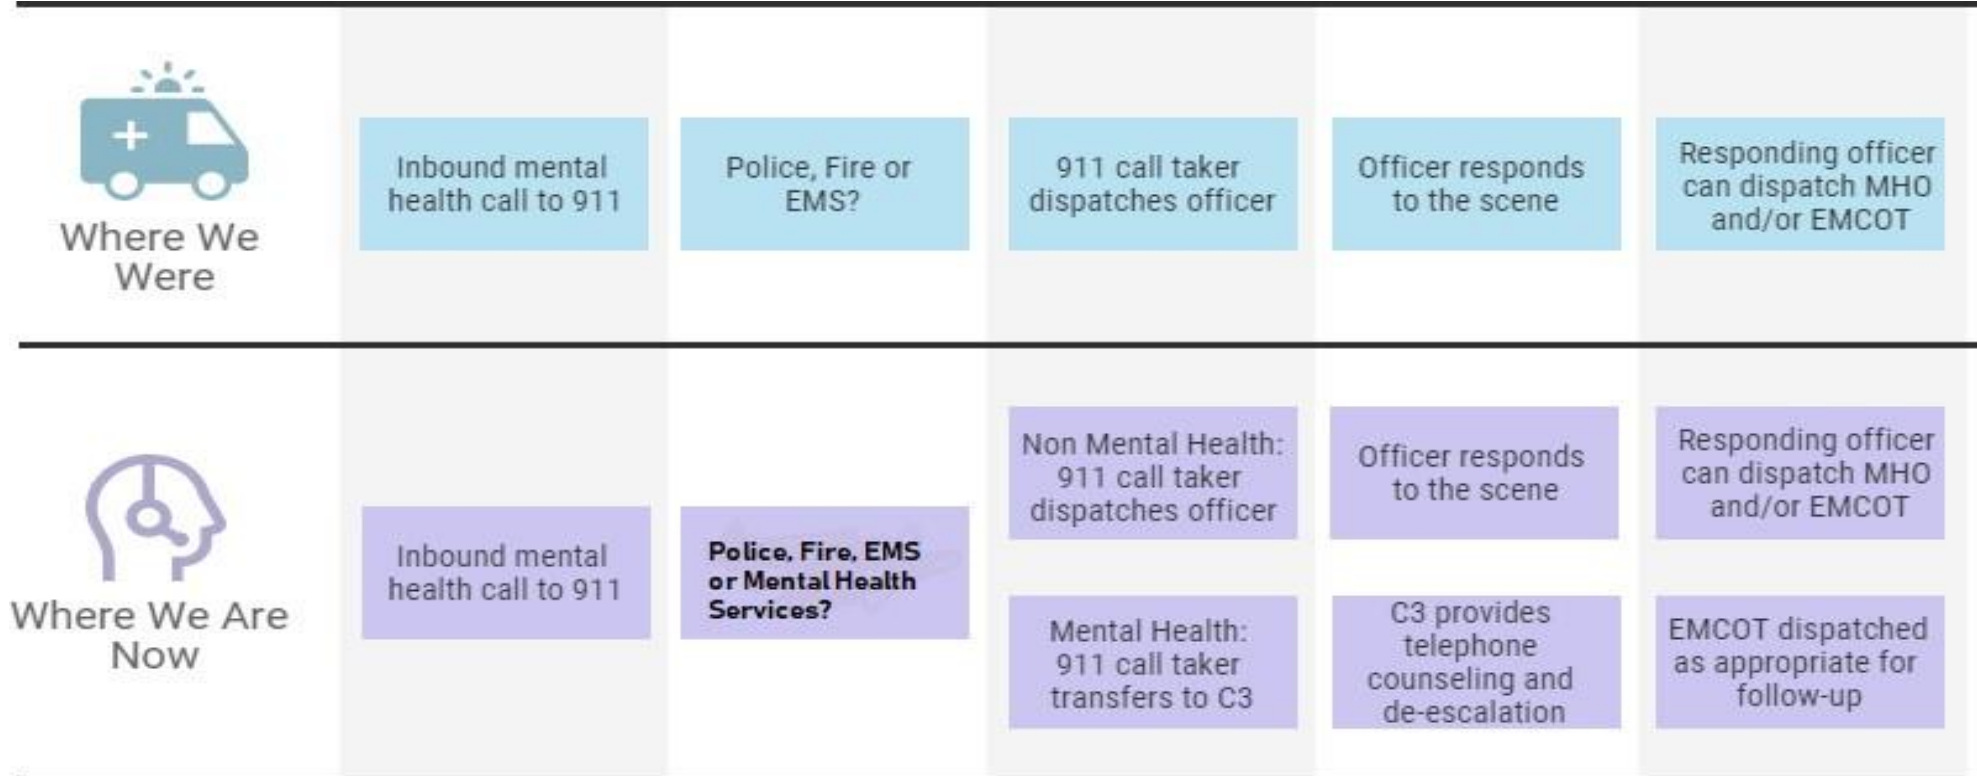 Where We
Were
Inbound mental
health call to 911
Police, Fire or
EMS?
911 call taker
dispatches officer
Officer responds
to the scene
Responding officer
can dispatch MHO
and/or EMCOT
Where We Are
Now
Inbound mental
health call to 911
Police, Fire, EMS
or Mental Health
Services?
Non Mental Health:
911 call taker
dispatches officer
Officer responds
to the scene
Responding officer
can dispatch MHO
and/or EMCOT
Mental Health:
911 call taker
transfers to C3
C3 provides
telephone
counseling and
de-escalation
EMCOT dispatched
as appropriate for
follow-up